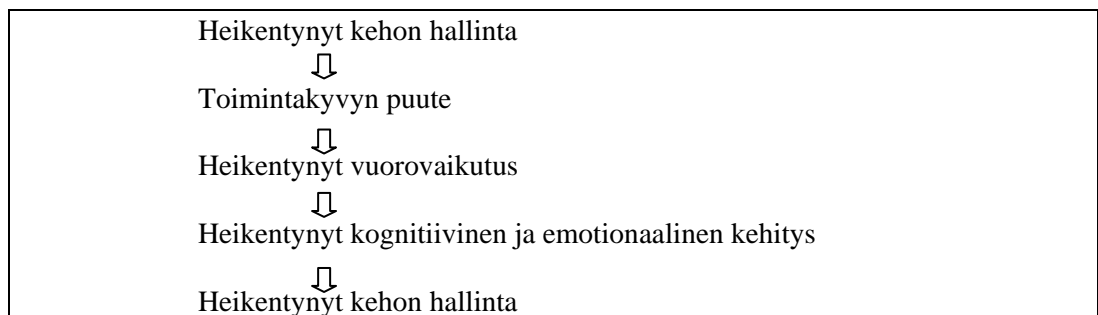 Heikentynyt kehon hallinta
Toimintakyvyn puute
Heikentynyt vuorovaikutus
Heikentynyt kognitiivinen ja emotionaalinen kehitys
Heikentynyt kehon hallinta